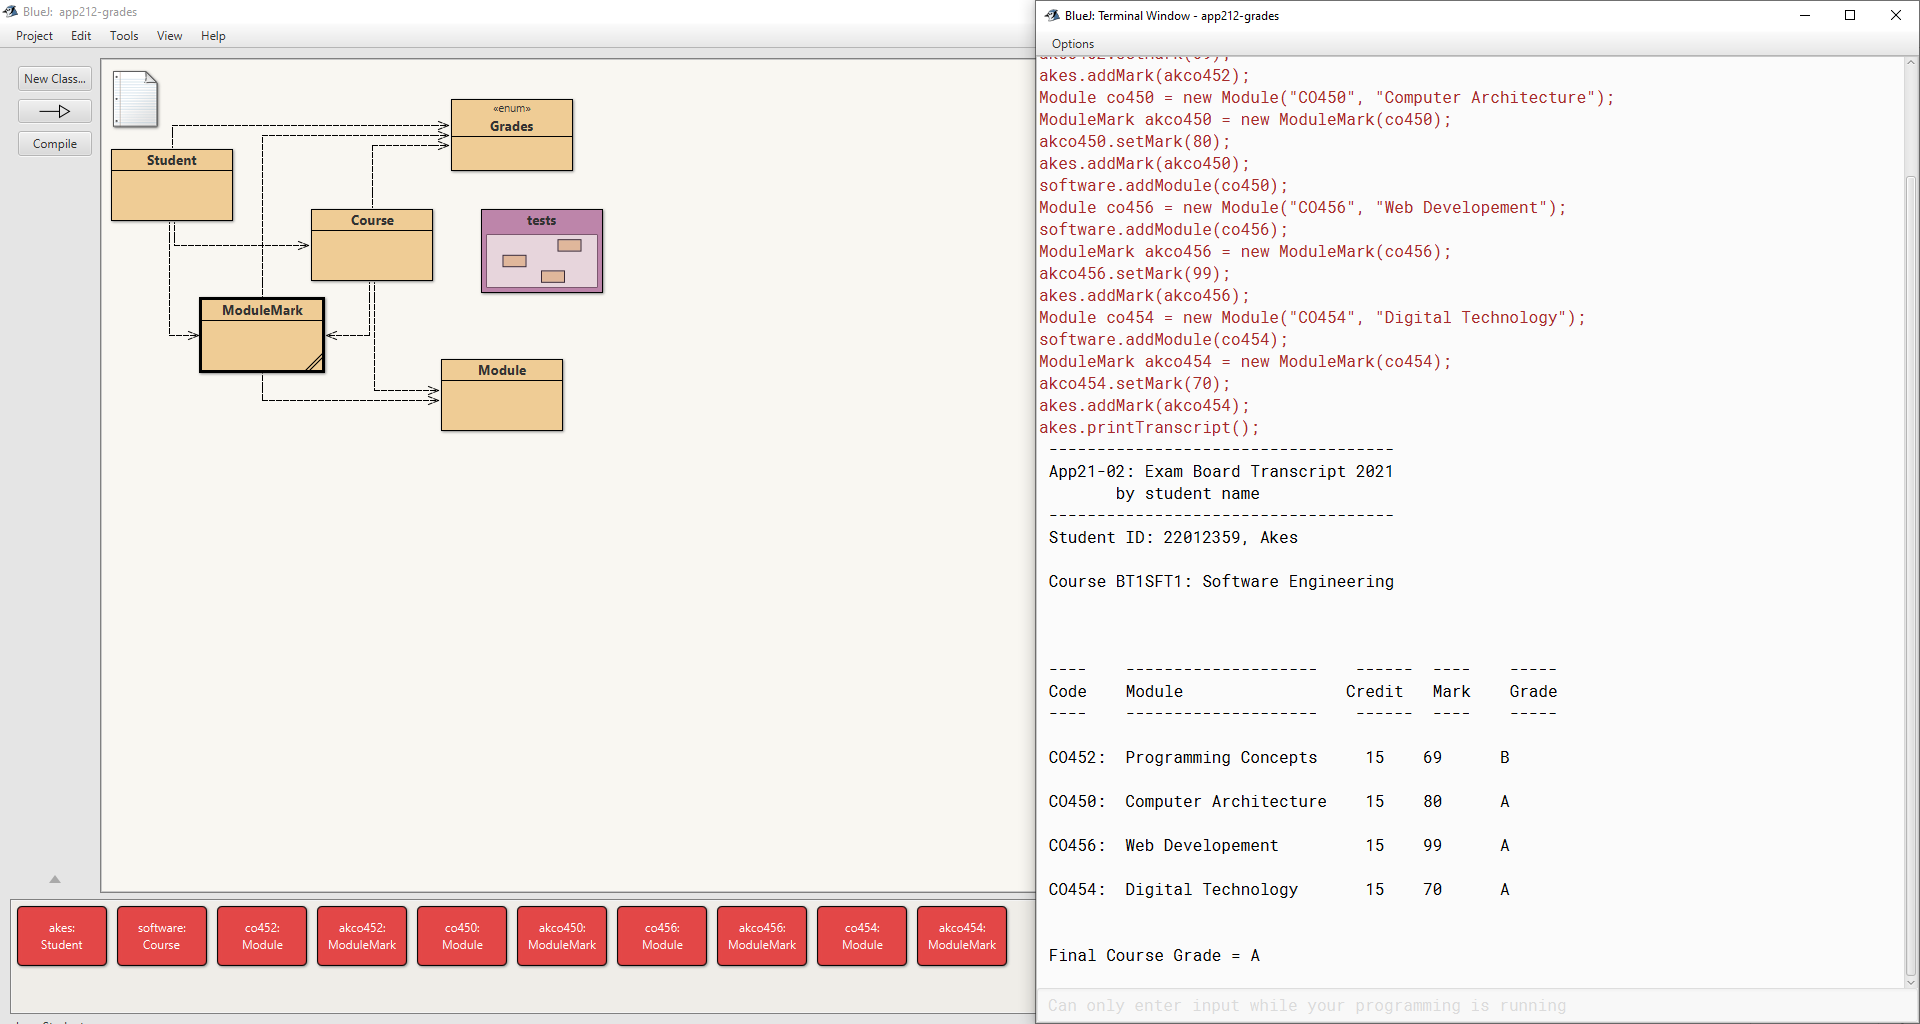 BlueJ: app212-grades
Project Edit Tools View Help
New Class...
Compile
Student
«enum»
Grades
Course
tests
ModuleMark
Module
akes:
Student
software:
Course
co452:
Module
akco452:
ModuleMark
co450:
Module
akco450:
ModuleMark
co456:
Module
akco456:
ModuleMark
co454:
Module
akco454:
ModuleMark
BlueJ: Terminal Window - app212-grades
Options
akes.addMark(akco452);
Module co450 = new Module("CO450", "Computer Architecture");
ModuleMark akco450 = new ModuleMark(co450);
akco450.setMark(80);
akes.addMark(akco450);
software.addModule(co450);
Module co456 = new Module("CO456", "Web Developement");
software.addModule(co456);
ModuleMark akco456 = new ModuleMark(co456);
akco456.setMark(99);
akes.addMark(akco456);
Module co454 = new Module("CO454", "Digital Technology");
software.addModule(co454);
ModuleMark akco454 = new ModuleMark(co454);
akco454.setMark(70);
akes.addMark(akco454);
akes.printTranscript();
------------------------------------
App21-02: Exam Board Transcript 2021
by student name
------------------------------------
Student ID: 22012359, Akes
Course BT1SFT1: Software Engineering
---- -------------------- ------ ---- -----
Code Module Credit Mark Grade
---- -------------------- ------ ---- -----
CO452: Programming Concepts 15 69 B
CO450: Computer Architecture 15 80 A
CO456: Web Developement 15 99 A
CO454: Digital Technology 15 70 A
Final Course Grade = A
Can only enter input while your programming is running